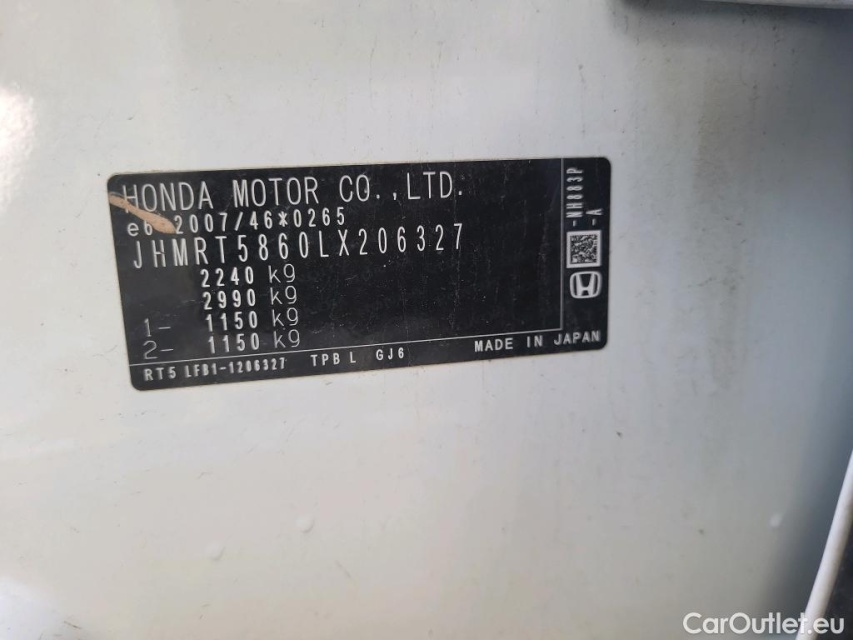 HONDA MOTOR CO.,LTD.
e6*2007/46*0265
JHMRT5860LX206327
2240 kg
2990 kg
1- 1150 kg
2- 1150 kg
RT5 LFB1-1206327 TPB L GJ6 MADE IN JAPAN
-NH883P
-A
CarOutlet.eu